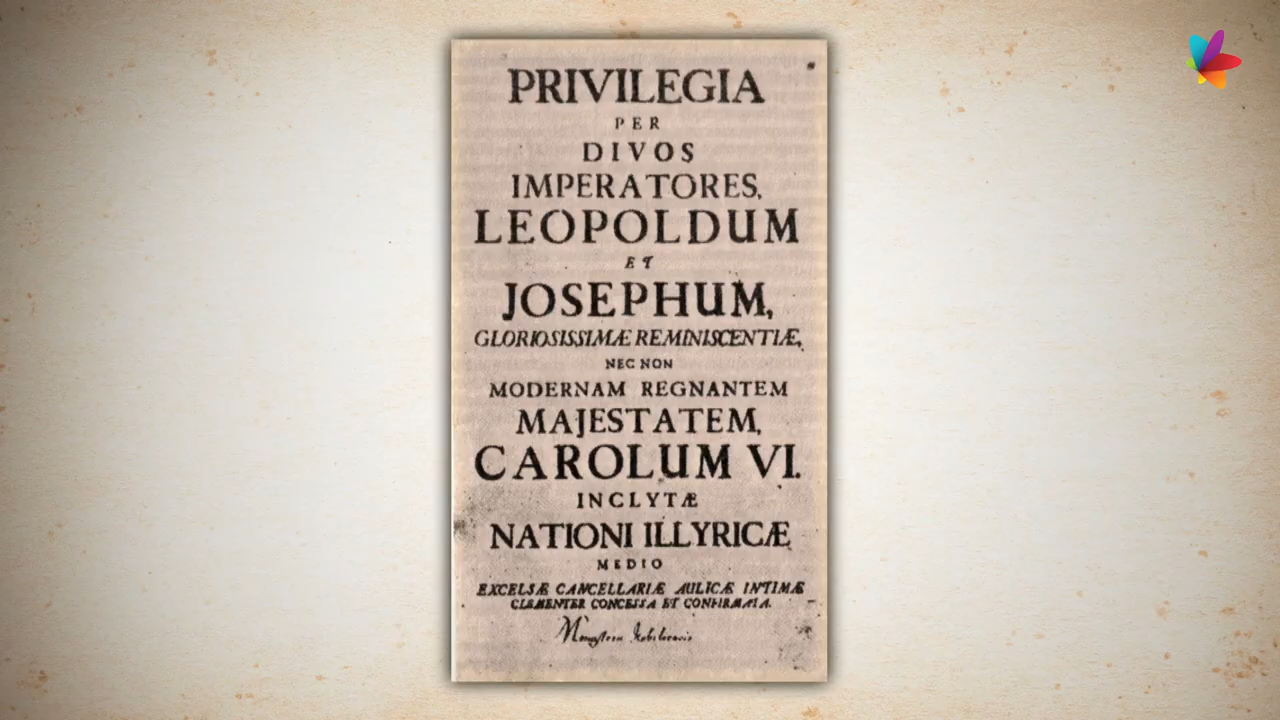 PRIVILEGIA
PER
DIVOS
IMPERATORES,
LEOPOLDUM
ET
JOSEPHUM,
GLORIOSISSIMÆ REMINISCENTIÆ,
NEC NON
MODERNAM REGNANTEM
MAJESTATEM,
CAROLUM VI.
INCLYTÆ
NATIONI ILLYRICÆ
MEDIO
EXCELSÆ CANCELLARIÆ AULICÆ INTIMÆ
CLEMENTER CONCESSA ET CONFIRMATA.